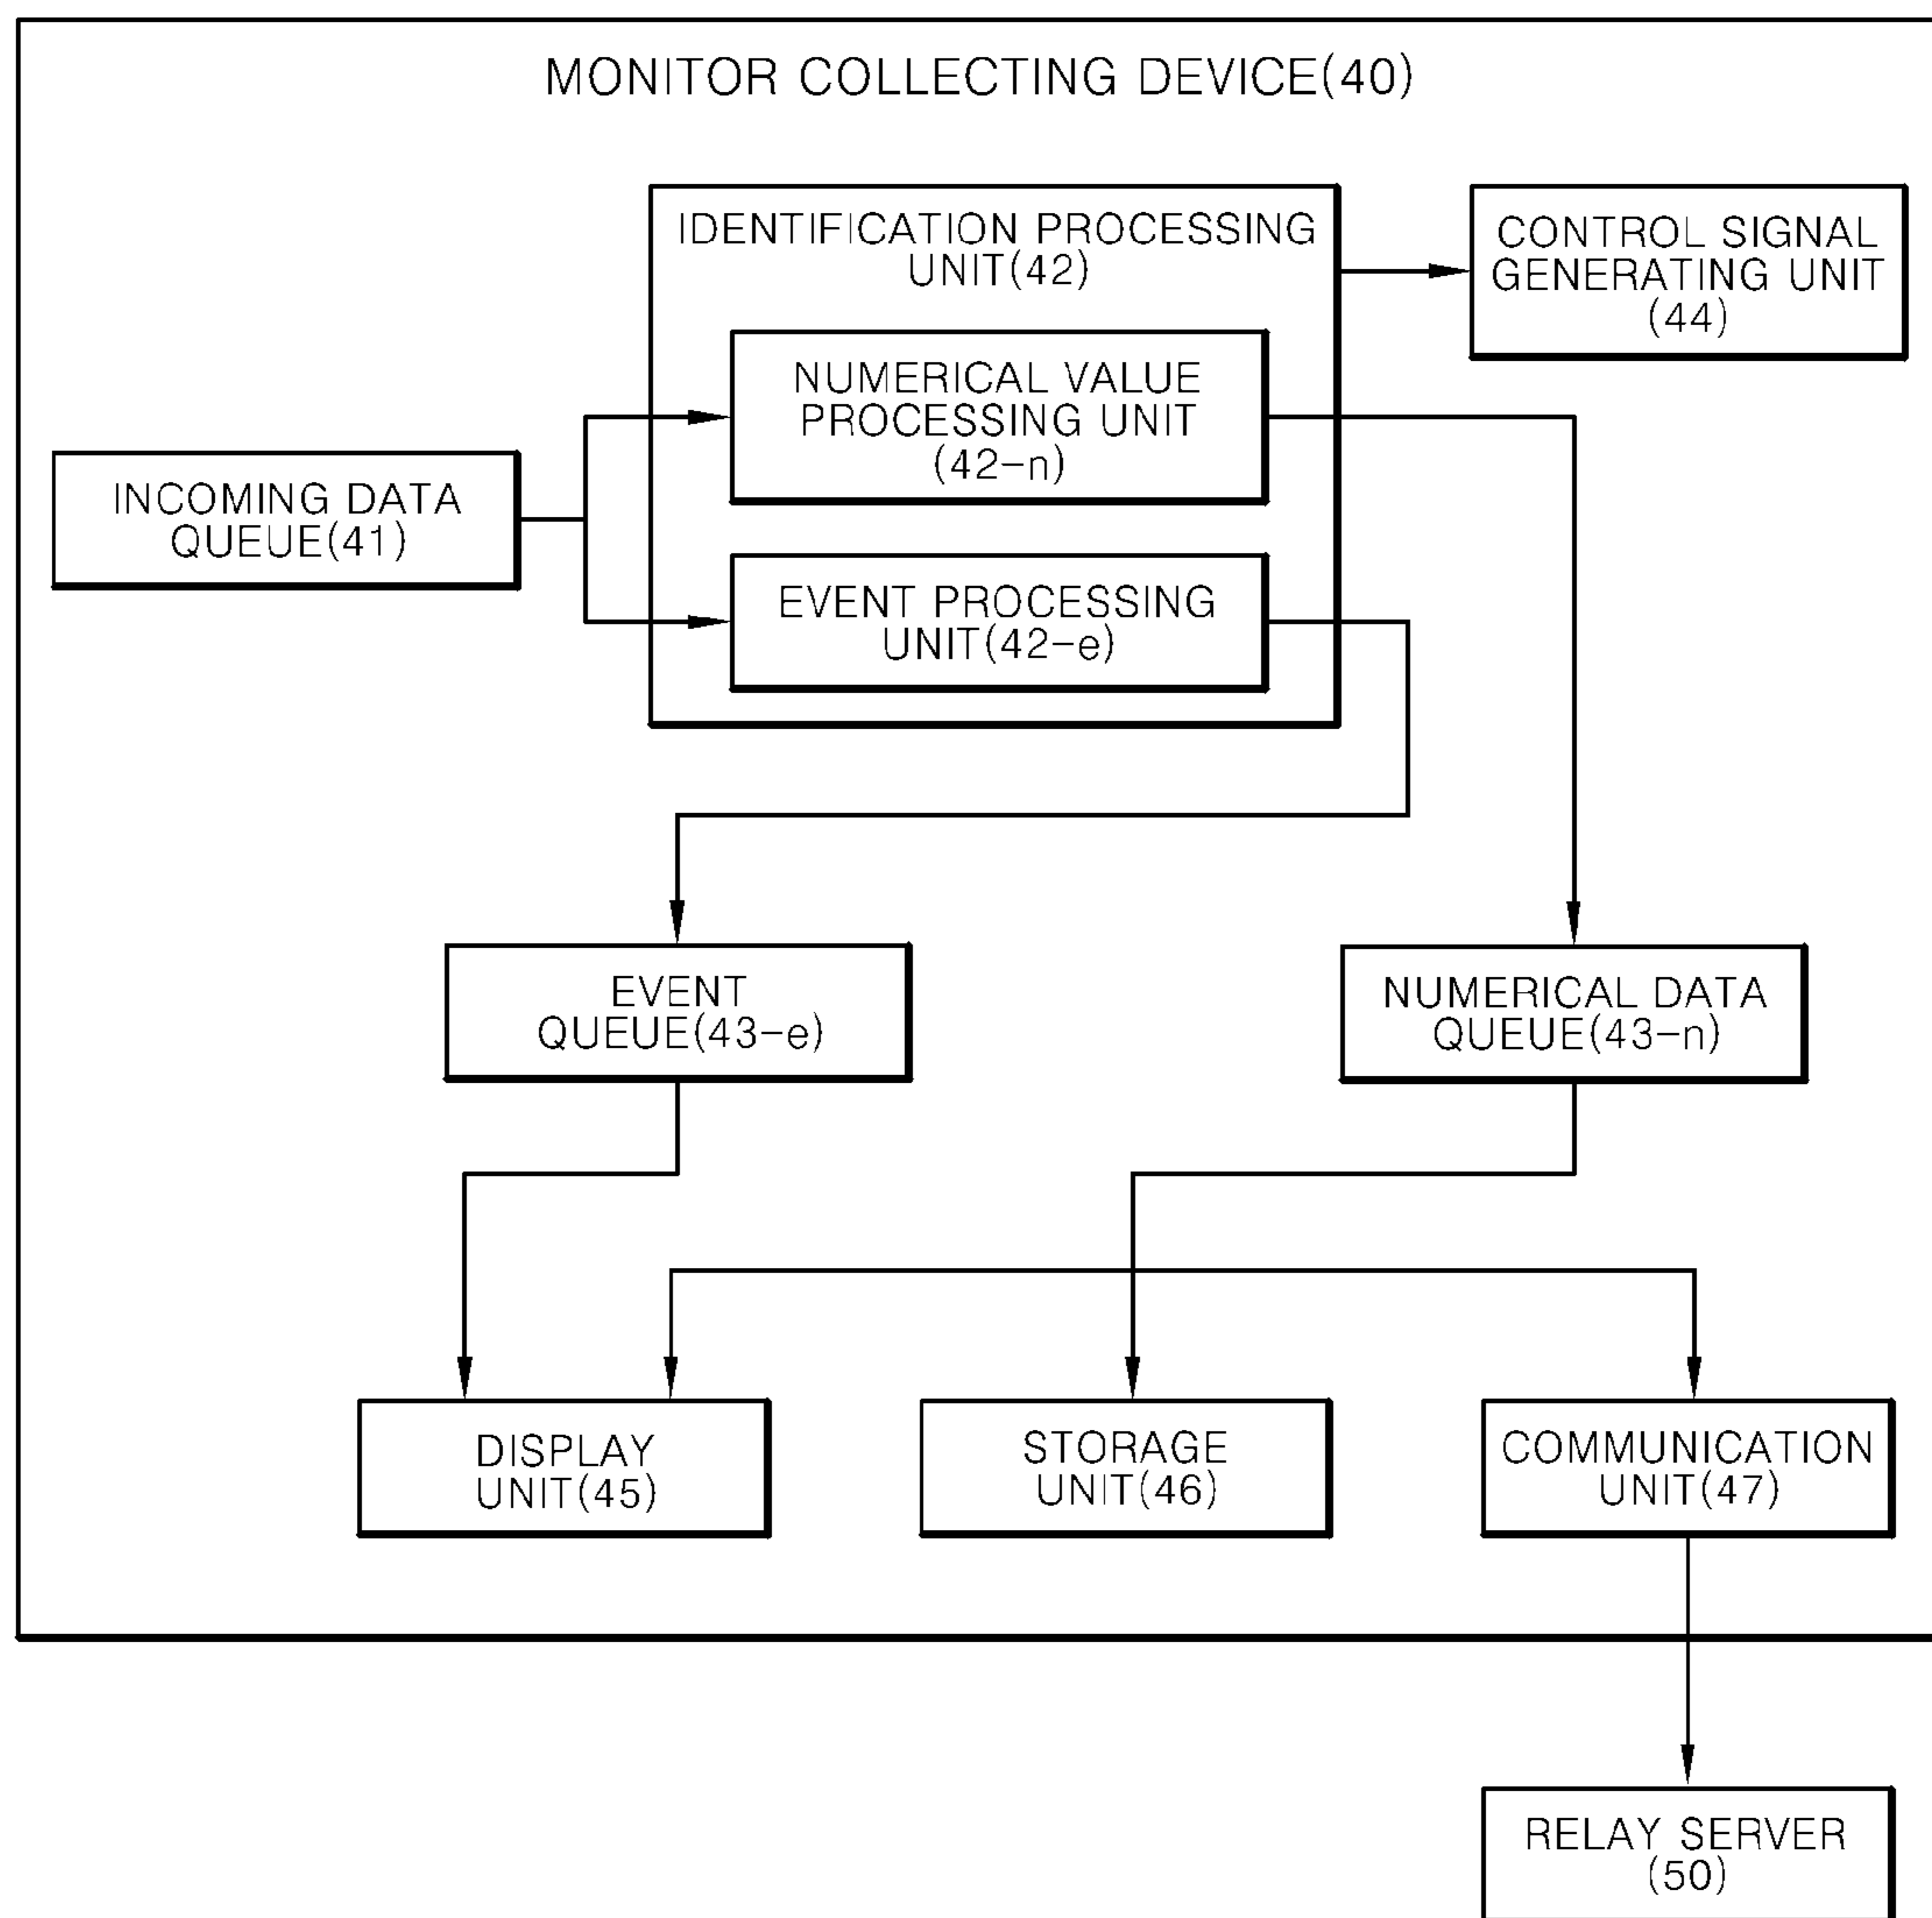 MONITOR COLLECTING DEVICE(40)
IDENTIFICATION PROCESSING
UNIT(42)
CONTROL SIGNAL
GENERATING UNIT
(44)
NUMERICAL VALUE
PROCESSING UNIT
(42-n)
INCOMING DATA
QUEUE(41)
EVENT PROCESSING
UNIT(42-e)
EVENT
QUEUE(43-e)
NUMERICAL DATA
QUEUE(43-n)
DISPLAY
UNIT(45)
STORAGE
UNIT(46)
COMMUNICATION
UNIT(47)
RELAY SERVER
(50)